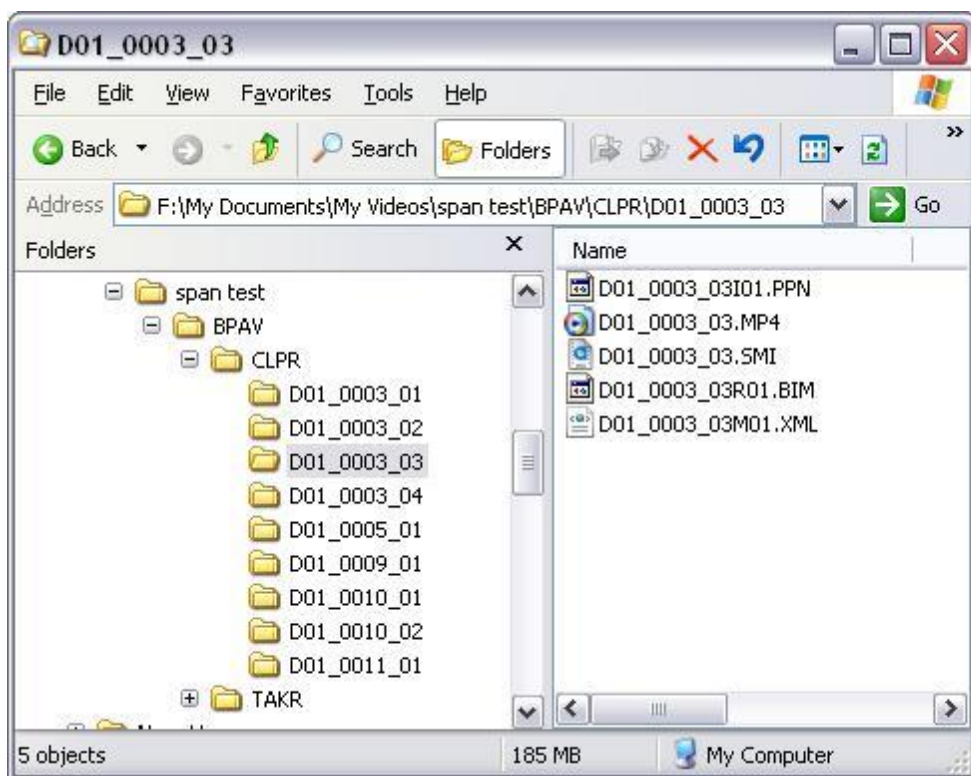 D01_0003_03
File Edit View Favorites Tools Help
Back Search Folders »
Address F:\My Documents\My Videos\span test\BPAV\CLPR\D01_0003_03 Go
Folders
span test
BPAV
CLPR
D01_0003_01
D01_0003_02
D01_0003_03
D01_0003_04
D01_0005_01
D01_0009_01
D01_0010_01
D01_0010_02
D01_0011_01
TAKR
Name
D01_0003_03I01.PPN
D01_0003_03.MP4
D01_0003_03.SMI
D01_0003_03R01.BIM
D01_0003_03M01.XML
5 objects 185 MB My Computer